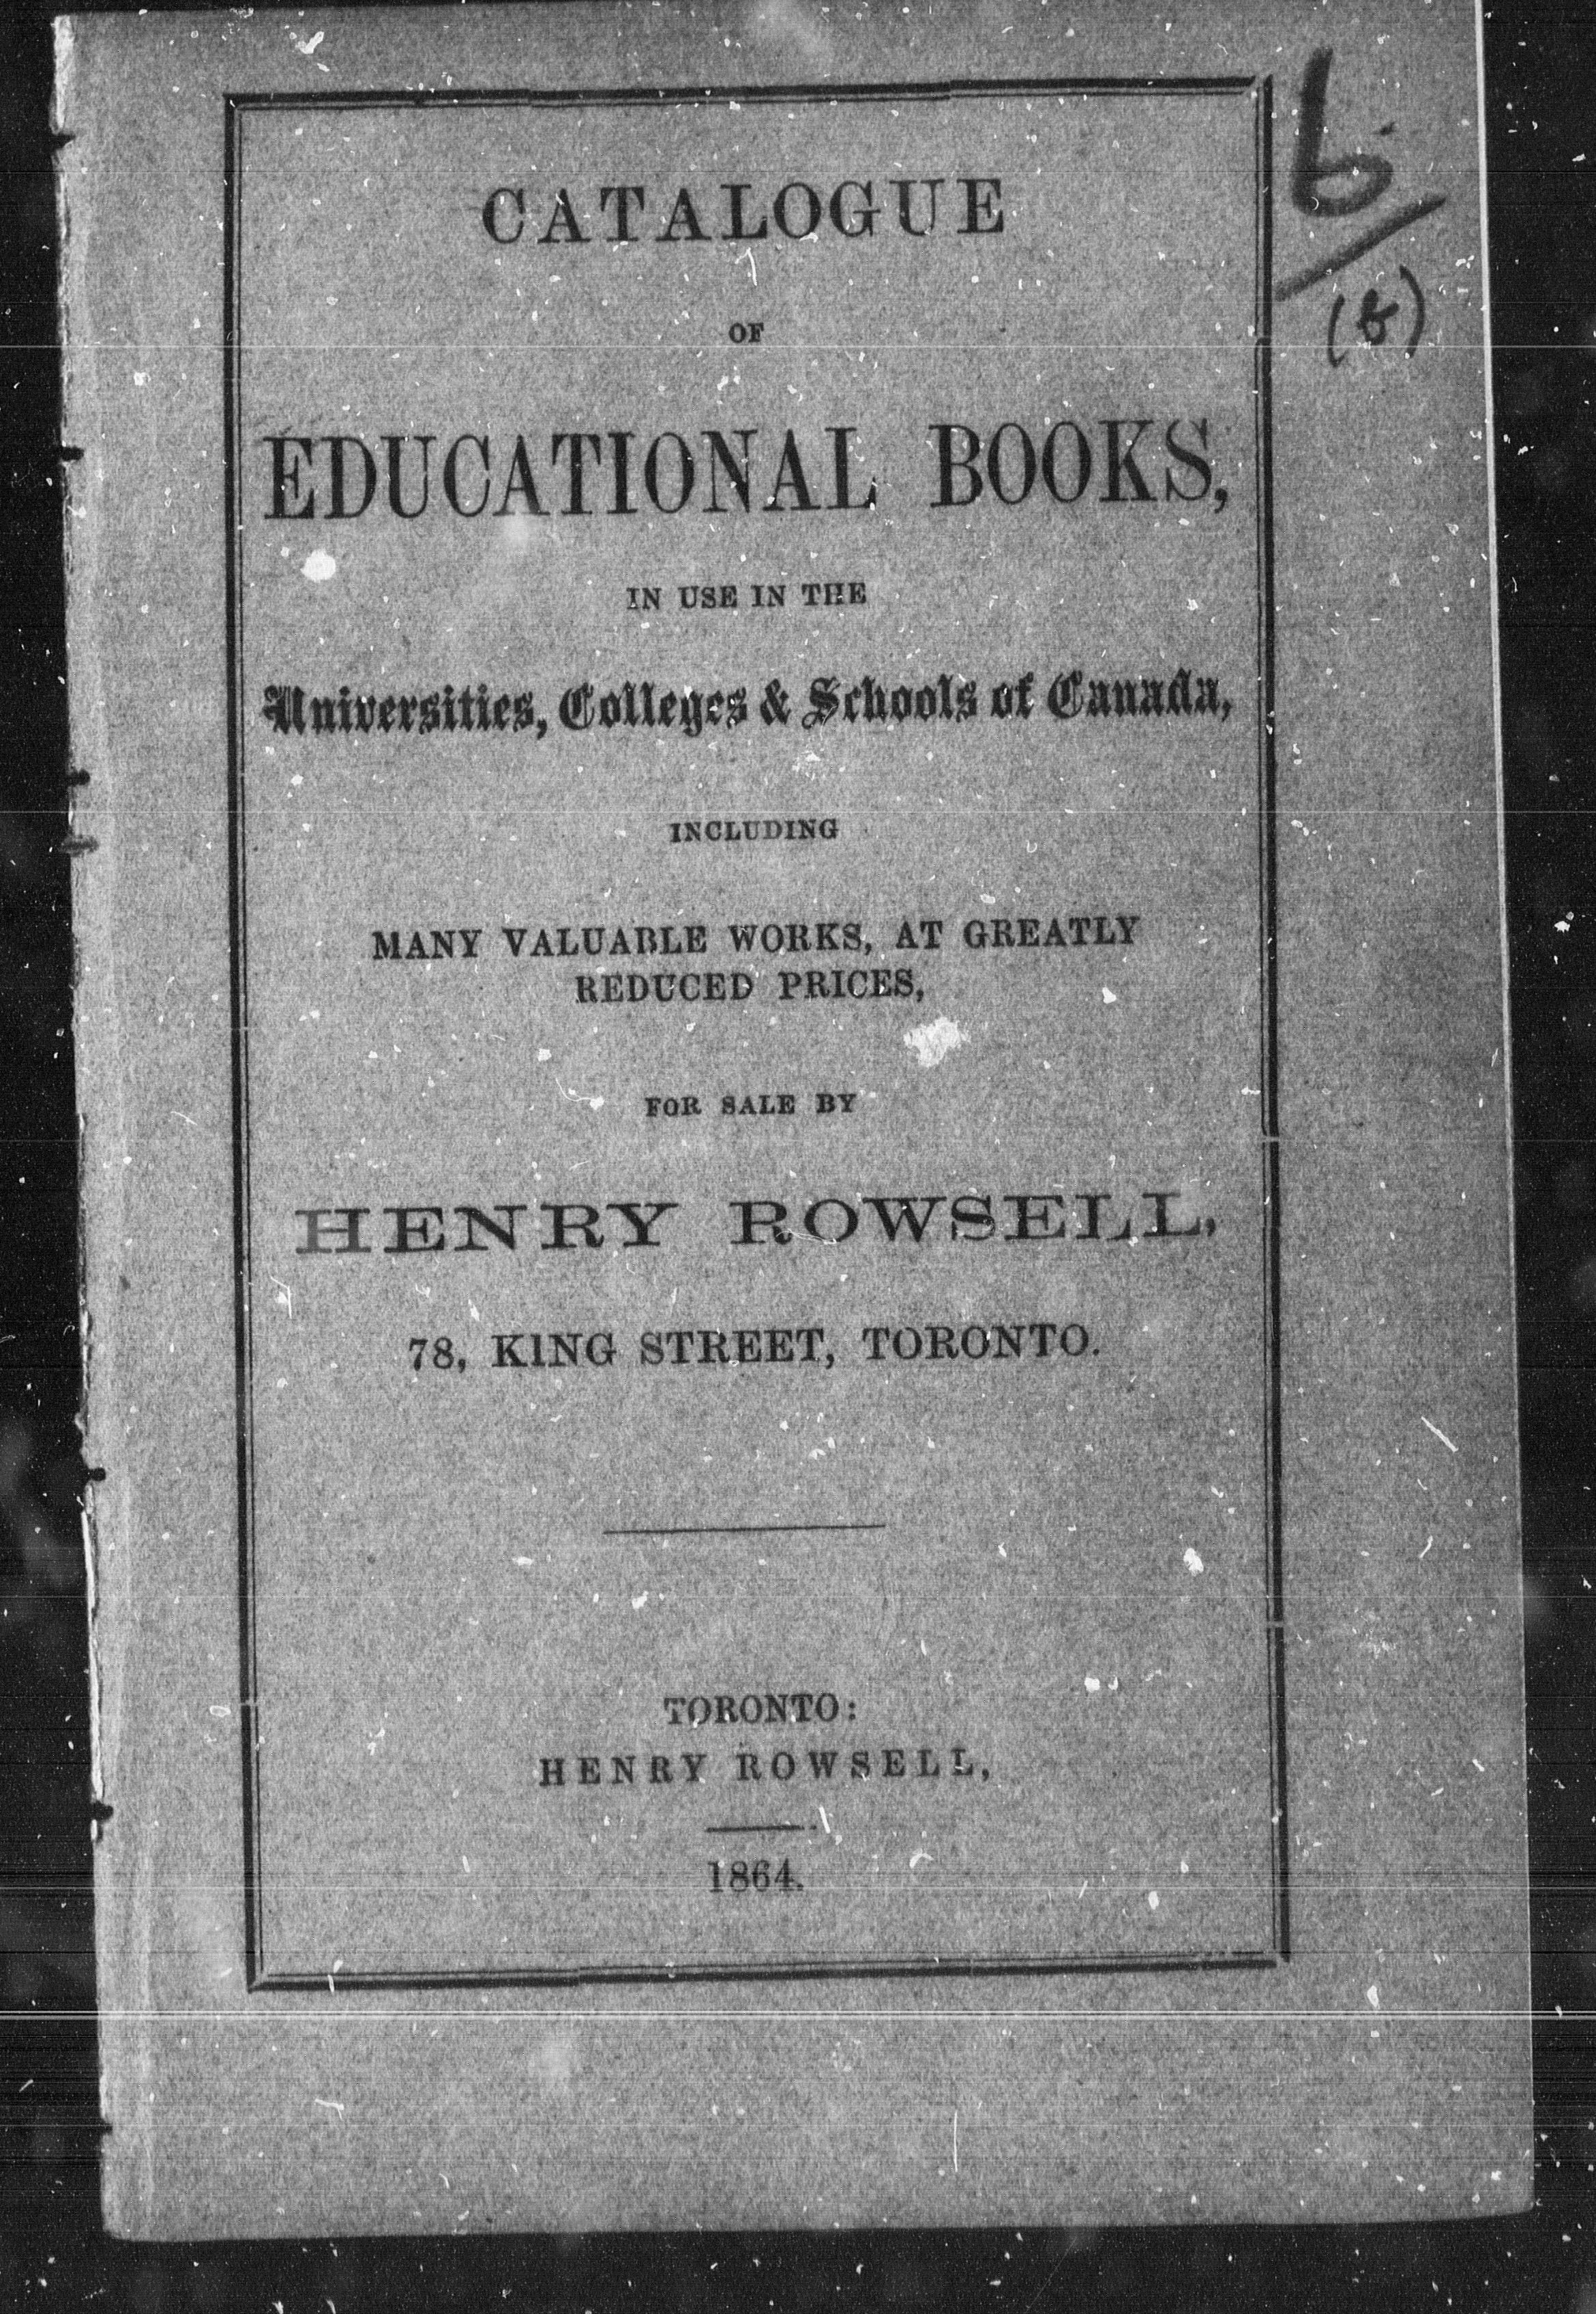 CATALOGUE
OF
EDUCATIONAL BOOKS,
IN USE IN THE
Universities, Colleges & Schools of Canada,
INCLUDING
MANY VALUABLE WORKS, AT GREATLY
REDUCED PRICES,
FOR SALE BY
HENRY ROWSELL,
78, KING STREET, TORONTO.
TORONTO:
HENRY ROWSELL,
1864.
b